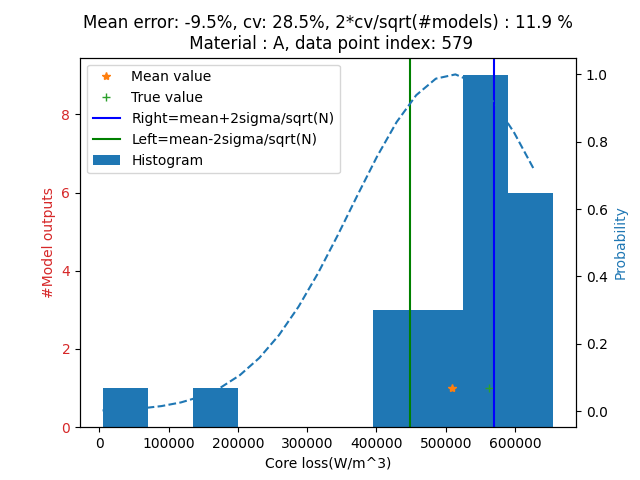 Mean error: -9.5%, cv: 28.5%, 2*cv/sqrt(#models) : 11.9 %
Material : A, data point index: 579
Mean value
True value
Right=mean+2sigma/sqrt(N)
Left=mean-2sigma/sqrt(N)
Histogram
#Model outputs
8
6
4
2
0
1.0
0.8
0.6
0.4
0.2
0.0
Probability
0 100000 200000 300000 400000 500000 600000
Core loss(W/m^3)